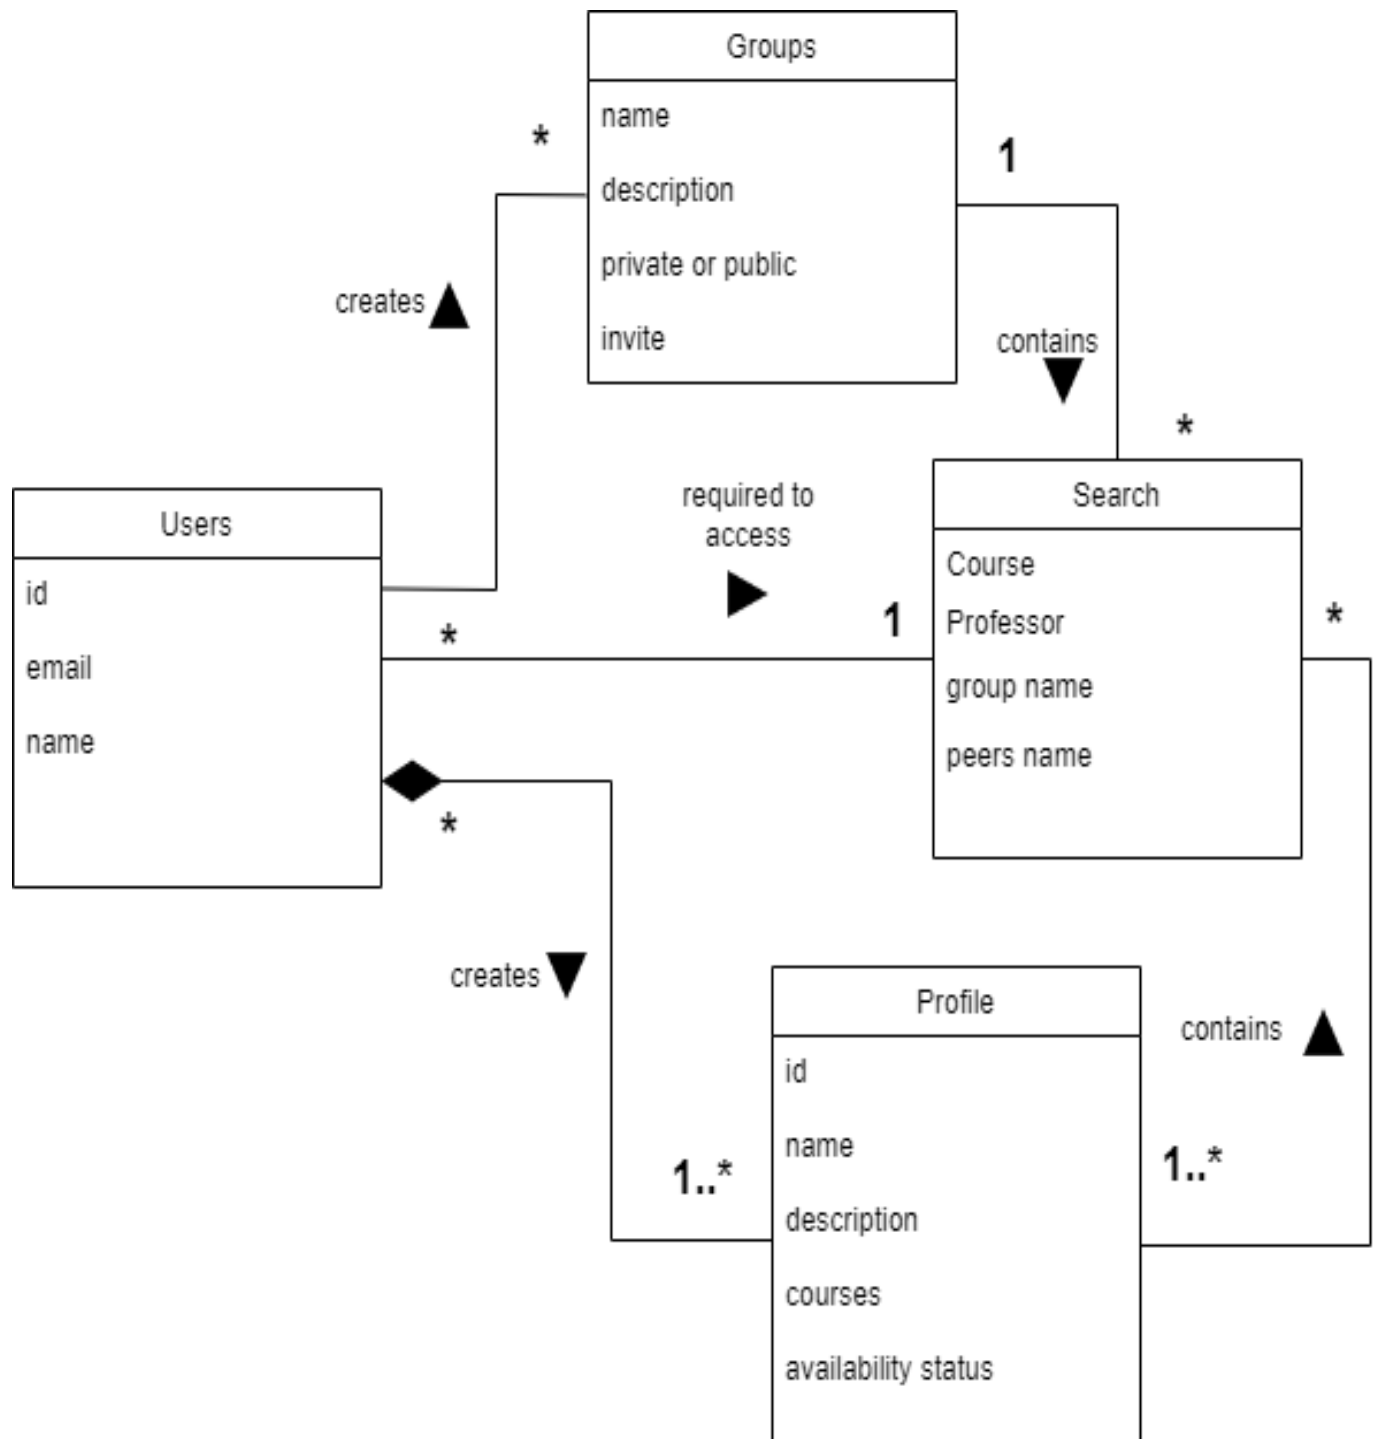 Groups
name
description
private or public
invite
*
1
creates
contains
*
required to
access
Users
id
email
name
*
1
Search
Course
Professor
group name
peers name
*
*
creates
1..*
Profile
id
name
description
courses
availability status
contains
1..*